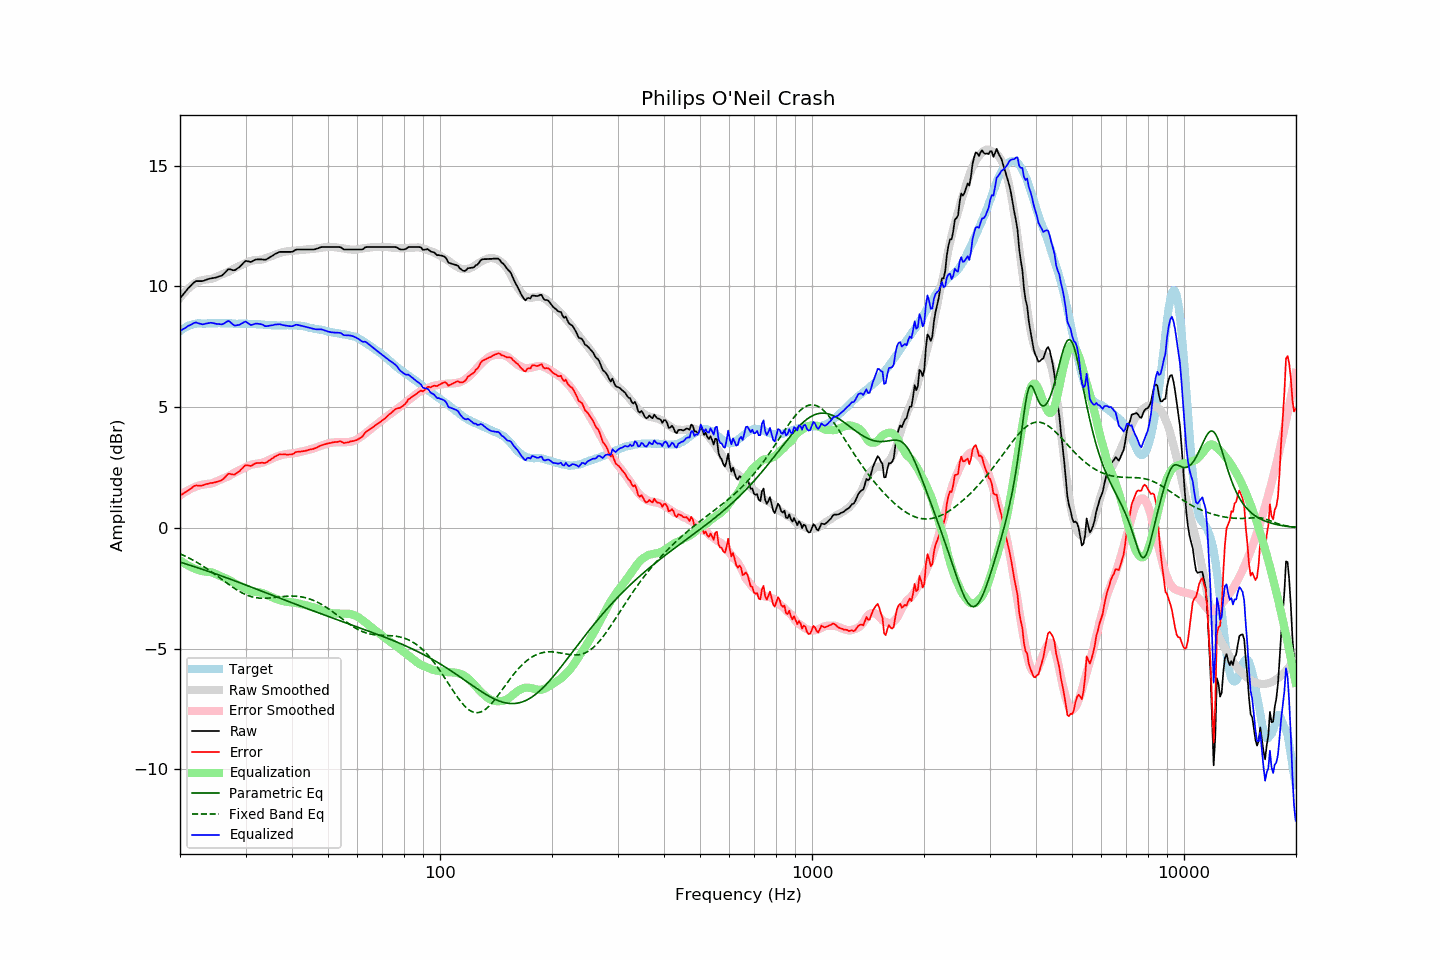 Philips O'Neil Crash
Amplitude (dBr)
15
10
5
0
−5
−10
Target
Raw Smoothed
Error Smoothed
Raw
Error
Equalization
Parametric Eq
Fixed Band Eq
Equalized
100
1000
10000
Frequency (Hz)